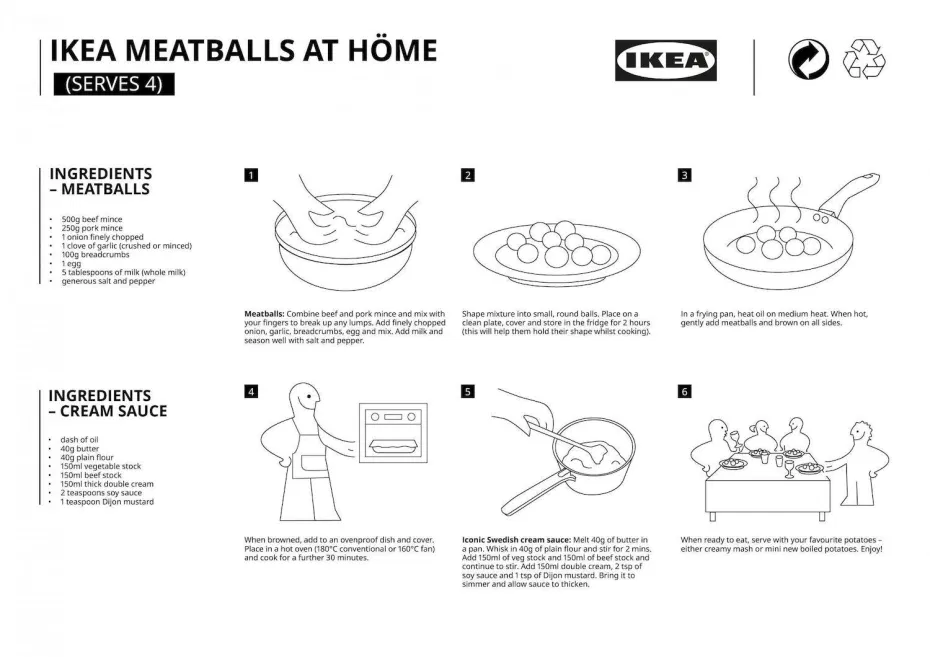 IKEA MEATBALLS AT HÖME
(SERVES 4)
IKEA®
INGREDIENTS
– MEATBALLS
• 500g beef mince
• 250g pork mince
• 1 onion finely chopped
• 1 clove of garlic (crushed or minced)
• 100g breadcrumbs
• 1 egg
• 5 tablespoons of milk (whole milk)
• generous salt and pepper
1
Meatballs: Combine beef and pork mince and mix with
your fingers to break up any lumps. Add finely chopped
onion, garlic, breadcrumbs, egg and mix. Add milk and
season well with salt and pepper.
2
Shape mixture into small, round balls. Place on a
clean plate, cover and store in the fridge for 2 hours
(this will help them hold their shape whilst cooking).
3
In a frying pan, heat oil on medium heat. When hot,
gently add meatballs and brown on all sides.
INGREDIENTS
– CREAM SAUCE
• dash of oil
• 40g butter
• 40g plain flour
• 150ml vegetable stock
• 150ml beef stock
• 150ml thick double cream
• 2 teaspoons soy sauce
• 1 teaspoon Dijon mustard
4
When browned, add to an ovenproof dish and cover.
Place in a hot oven (180°C conventional or 160°C fan)
and cook for a further 30 minutes.
5
Iconic Swedish cream sauce: Melt 40g of butter in
a pan. Whisk in 40g of plain flour and stir for 2 mins.
Add 150ml of veg stock and 150ml of beef stock and
continue to stir. Add 150ml double cream, 2 tsp of
soy sauce and 1 tsp of Dijon mustard. Bring it to
simmer and allow sauce to thicken.
6
When ready to eat, serve with your favourite potatoes –
either creamy mash or mini new boiled potatoes. Enjoy!